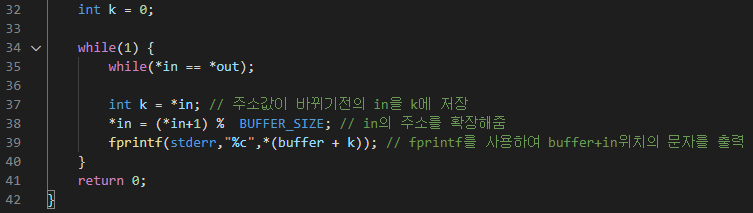 32 int k = 0;
33
34 while(1) {
35 while(*in == *out);
36
37 int k = *in; // 주소값이 바뀌기전의 in을 k에 저장
38 *in = (*in+1) %  BUFFER_SIZE; // in의 주소를 확장해줌
39 fprintf(stderr,"%c",*(buffer + k)); // fprintf를 사용하여 buffer+in위치의 문자를 출력
40 }
41 return 0;
42 }